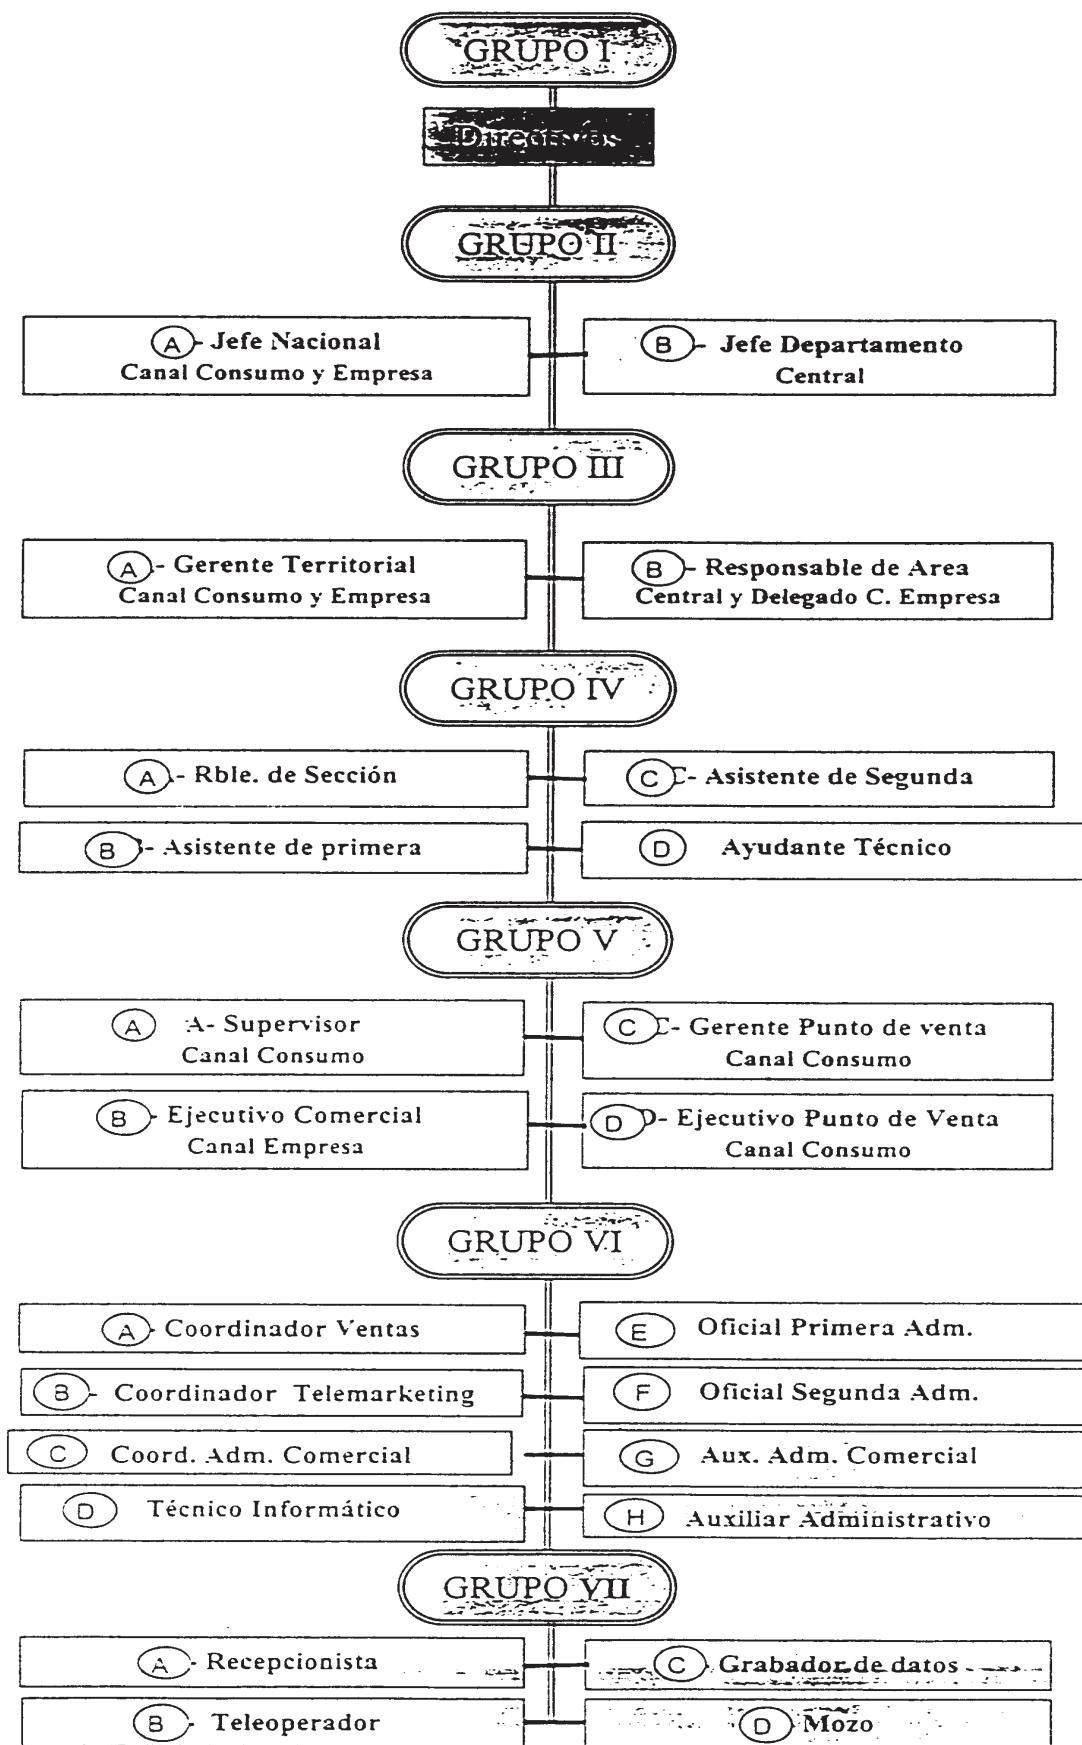 GRUPO I
Directivos
GRUPO II
A - Jefe Nacional
Canal Consumo y Empresa
B - Jefe Departamento
Central
GRUPO III
A .- Gerente Territorial
Canal Consumo y Empresa
B - Responsable de Area
Central y Delegado C. Empresa
GRUPO IV
A .- Rble. de Sección
C C- Asistente de Segunda
B B- Asistente de primera
D Ayudante Técnico
GRUPO V
A A- Supervisor
Canal Consumo
C C- Gerente Punto de venta
Canal Consumo
B - Ejecutivo Comercial
Canal Empresa
D D- Ejecutivo Punto de Venta
Canal Consumo
GRUPO VI
A - Coordinador Ventas
E Oficial Primera Adm.
B - Coordinador Telemarketing
F Oficial Segunda Adm.
C Coord. Adm. Comercial
G Aux. Adm. Comercial
D Técnico Informático
H Auxiliar Administrativo
GRUPO VII
A - Recepcionista
C Grabador de datos
B - Teleoperador
D Mozo